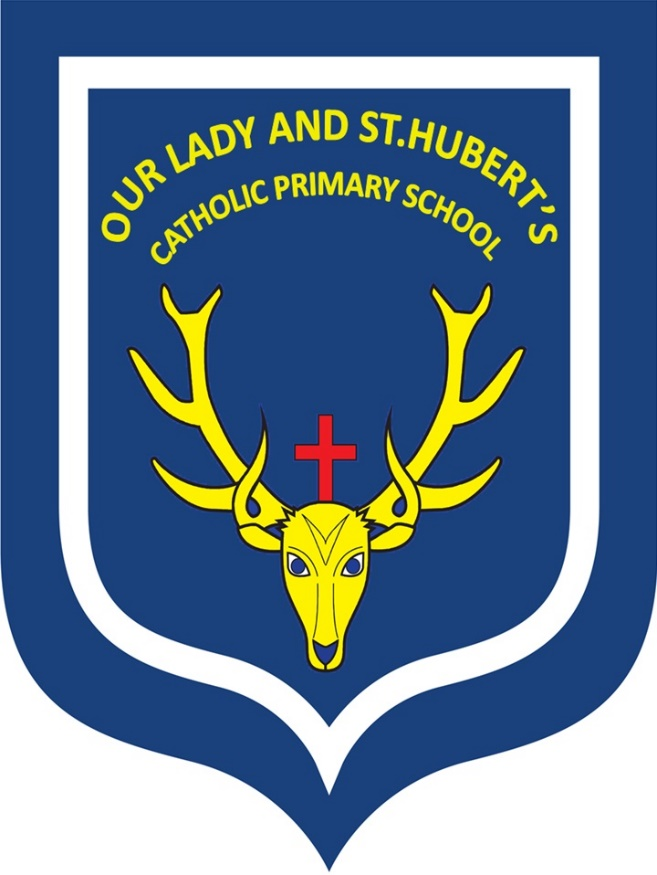 OUR LADY AND ST.HUBERT'S
CATHOLIC PRIMARY SCHOOL